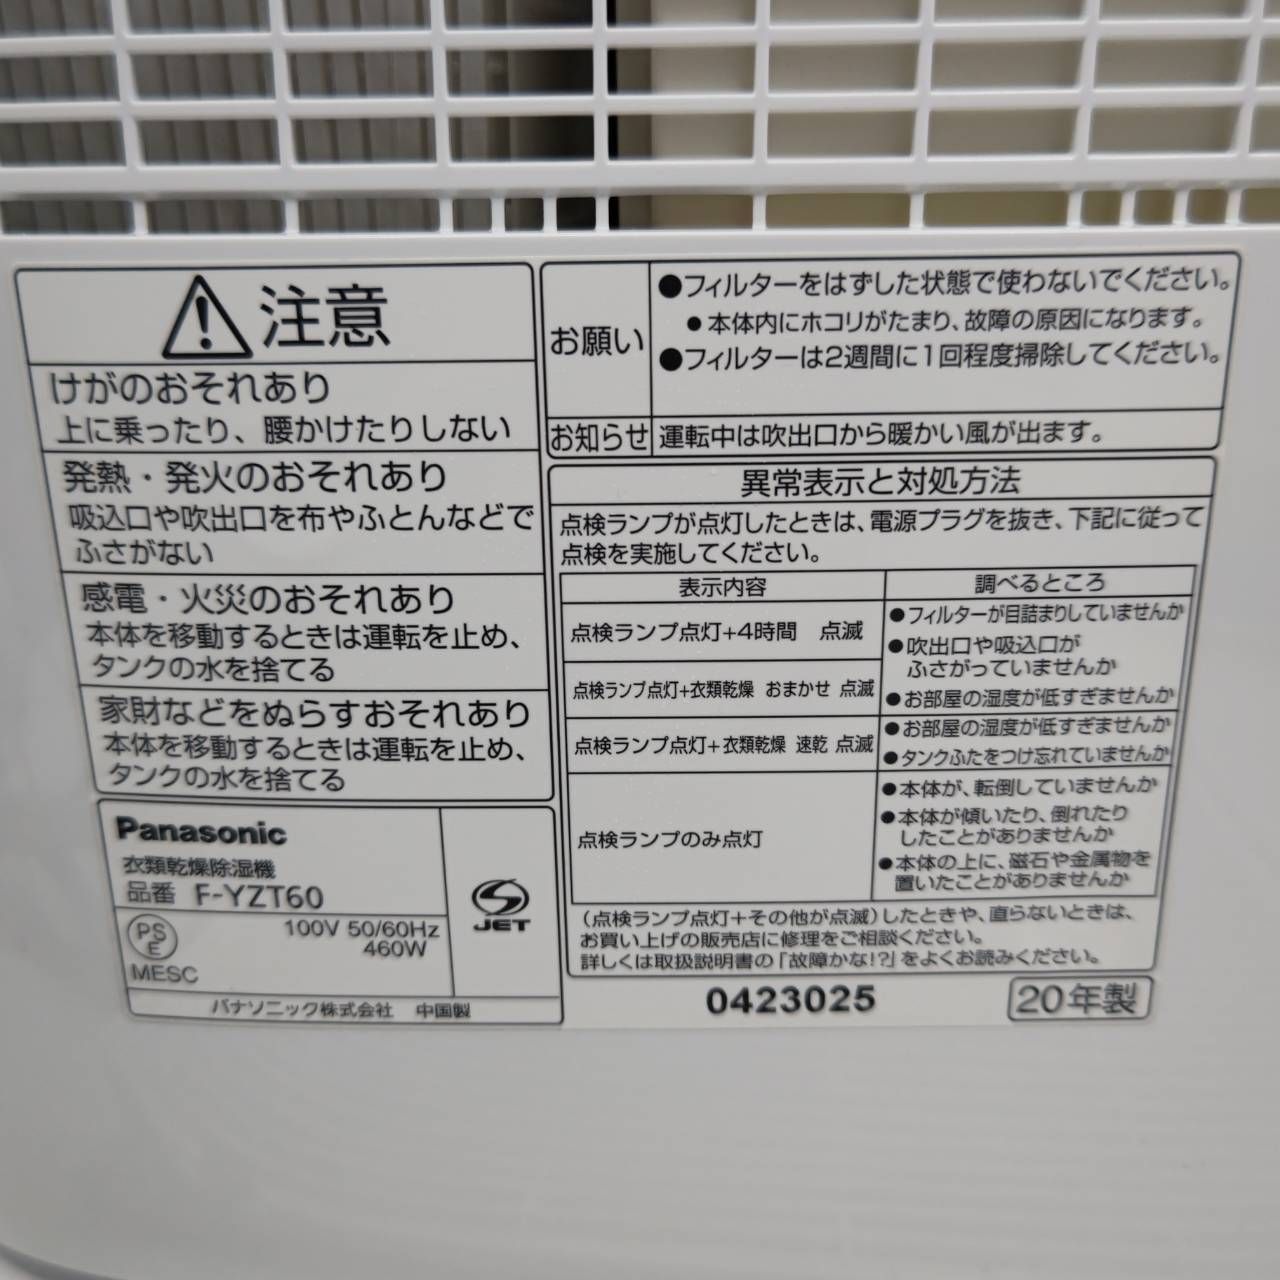 注意
けがのおそれあり
上に乗ったり、腰かけたりしない
発熱・発火のおそれあり
吸込口や吹出口を布やふとんなどで
ふさがない
感電・火災のおそれあり
本体を移動するときは運転を止め、
タンクの水を捨てる
家財などをぬらすおそれあり
本体を移動するときは運転を止め、
タンクの水を捨てる
Panasonic
衣類乾燥除湿機
品番 F-YZT60
PS
E
MESC
100V 50/60Hz
460W
JET
パナソニック株式会社 中国製
お願い
●フィルターをはずした状態で使わないでください。
●本体内にホコリがたまり、故障の原因になります。
●フィルターは2週間に1回程度掃除してください。
お知らせ 運転中は吹出口から暖かい風が出ます。
異常表示と対処方法
点検ランプが点灯したときは、電源プラグを抜き、下記に従って
点検を実施してください。
表示内容 調べるところ
点検ランプ点灯+4時間 点滅
点検ランプ点灯+衣類乾燥 おまかせ 点滅
●フィルターが目詰まりしていませんか
●吹出口や吸込口が
ふさがっていませんか
●お部屋の湿度が低すぎませんか
点検ランプ点灯+衣類乾燥 速乾 点滅
●お部屋の湿度が低すぎませんか
●タンクふたをつけ忘れていませんか
点検ランプのみ点灯
●本体が、転倒していませんか
●本体が傾いたり、倒れたり
したことがありませんか
●本体の上に、磁石や金属物を
置いたことがありませんか
(点検ランプ点灯+その他が点滅)したときや、直らないときは、
お買い上げの販売店に修理をご相談ください。
詳しくは取扱説明書の「故障かな!?」をよくお読みください。
0423025
20年製